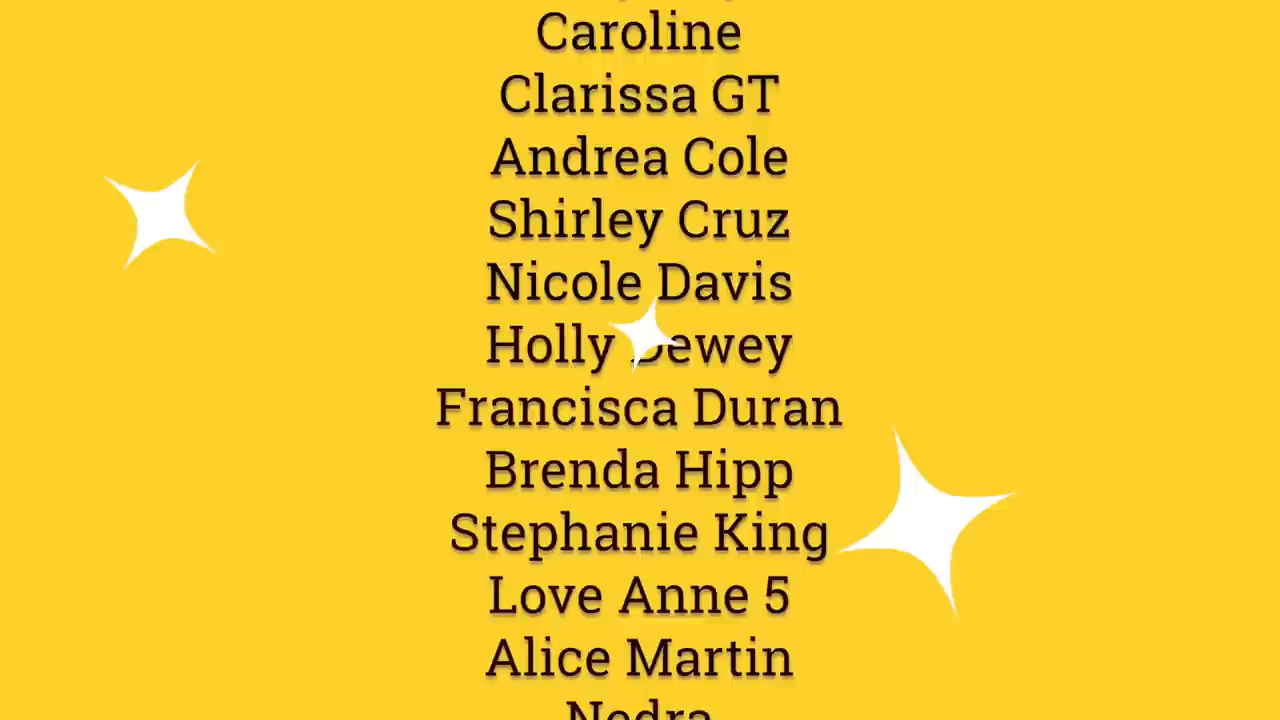 Caroline
Clarissa GT
Andrea Cole
Shirley Cruz
Nicole Davis
Holly Dewey
Francisca Duran
Brenda Hipp
Stephanie King
Love Anne 5
Alice Martin
Nedra